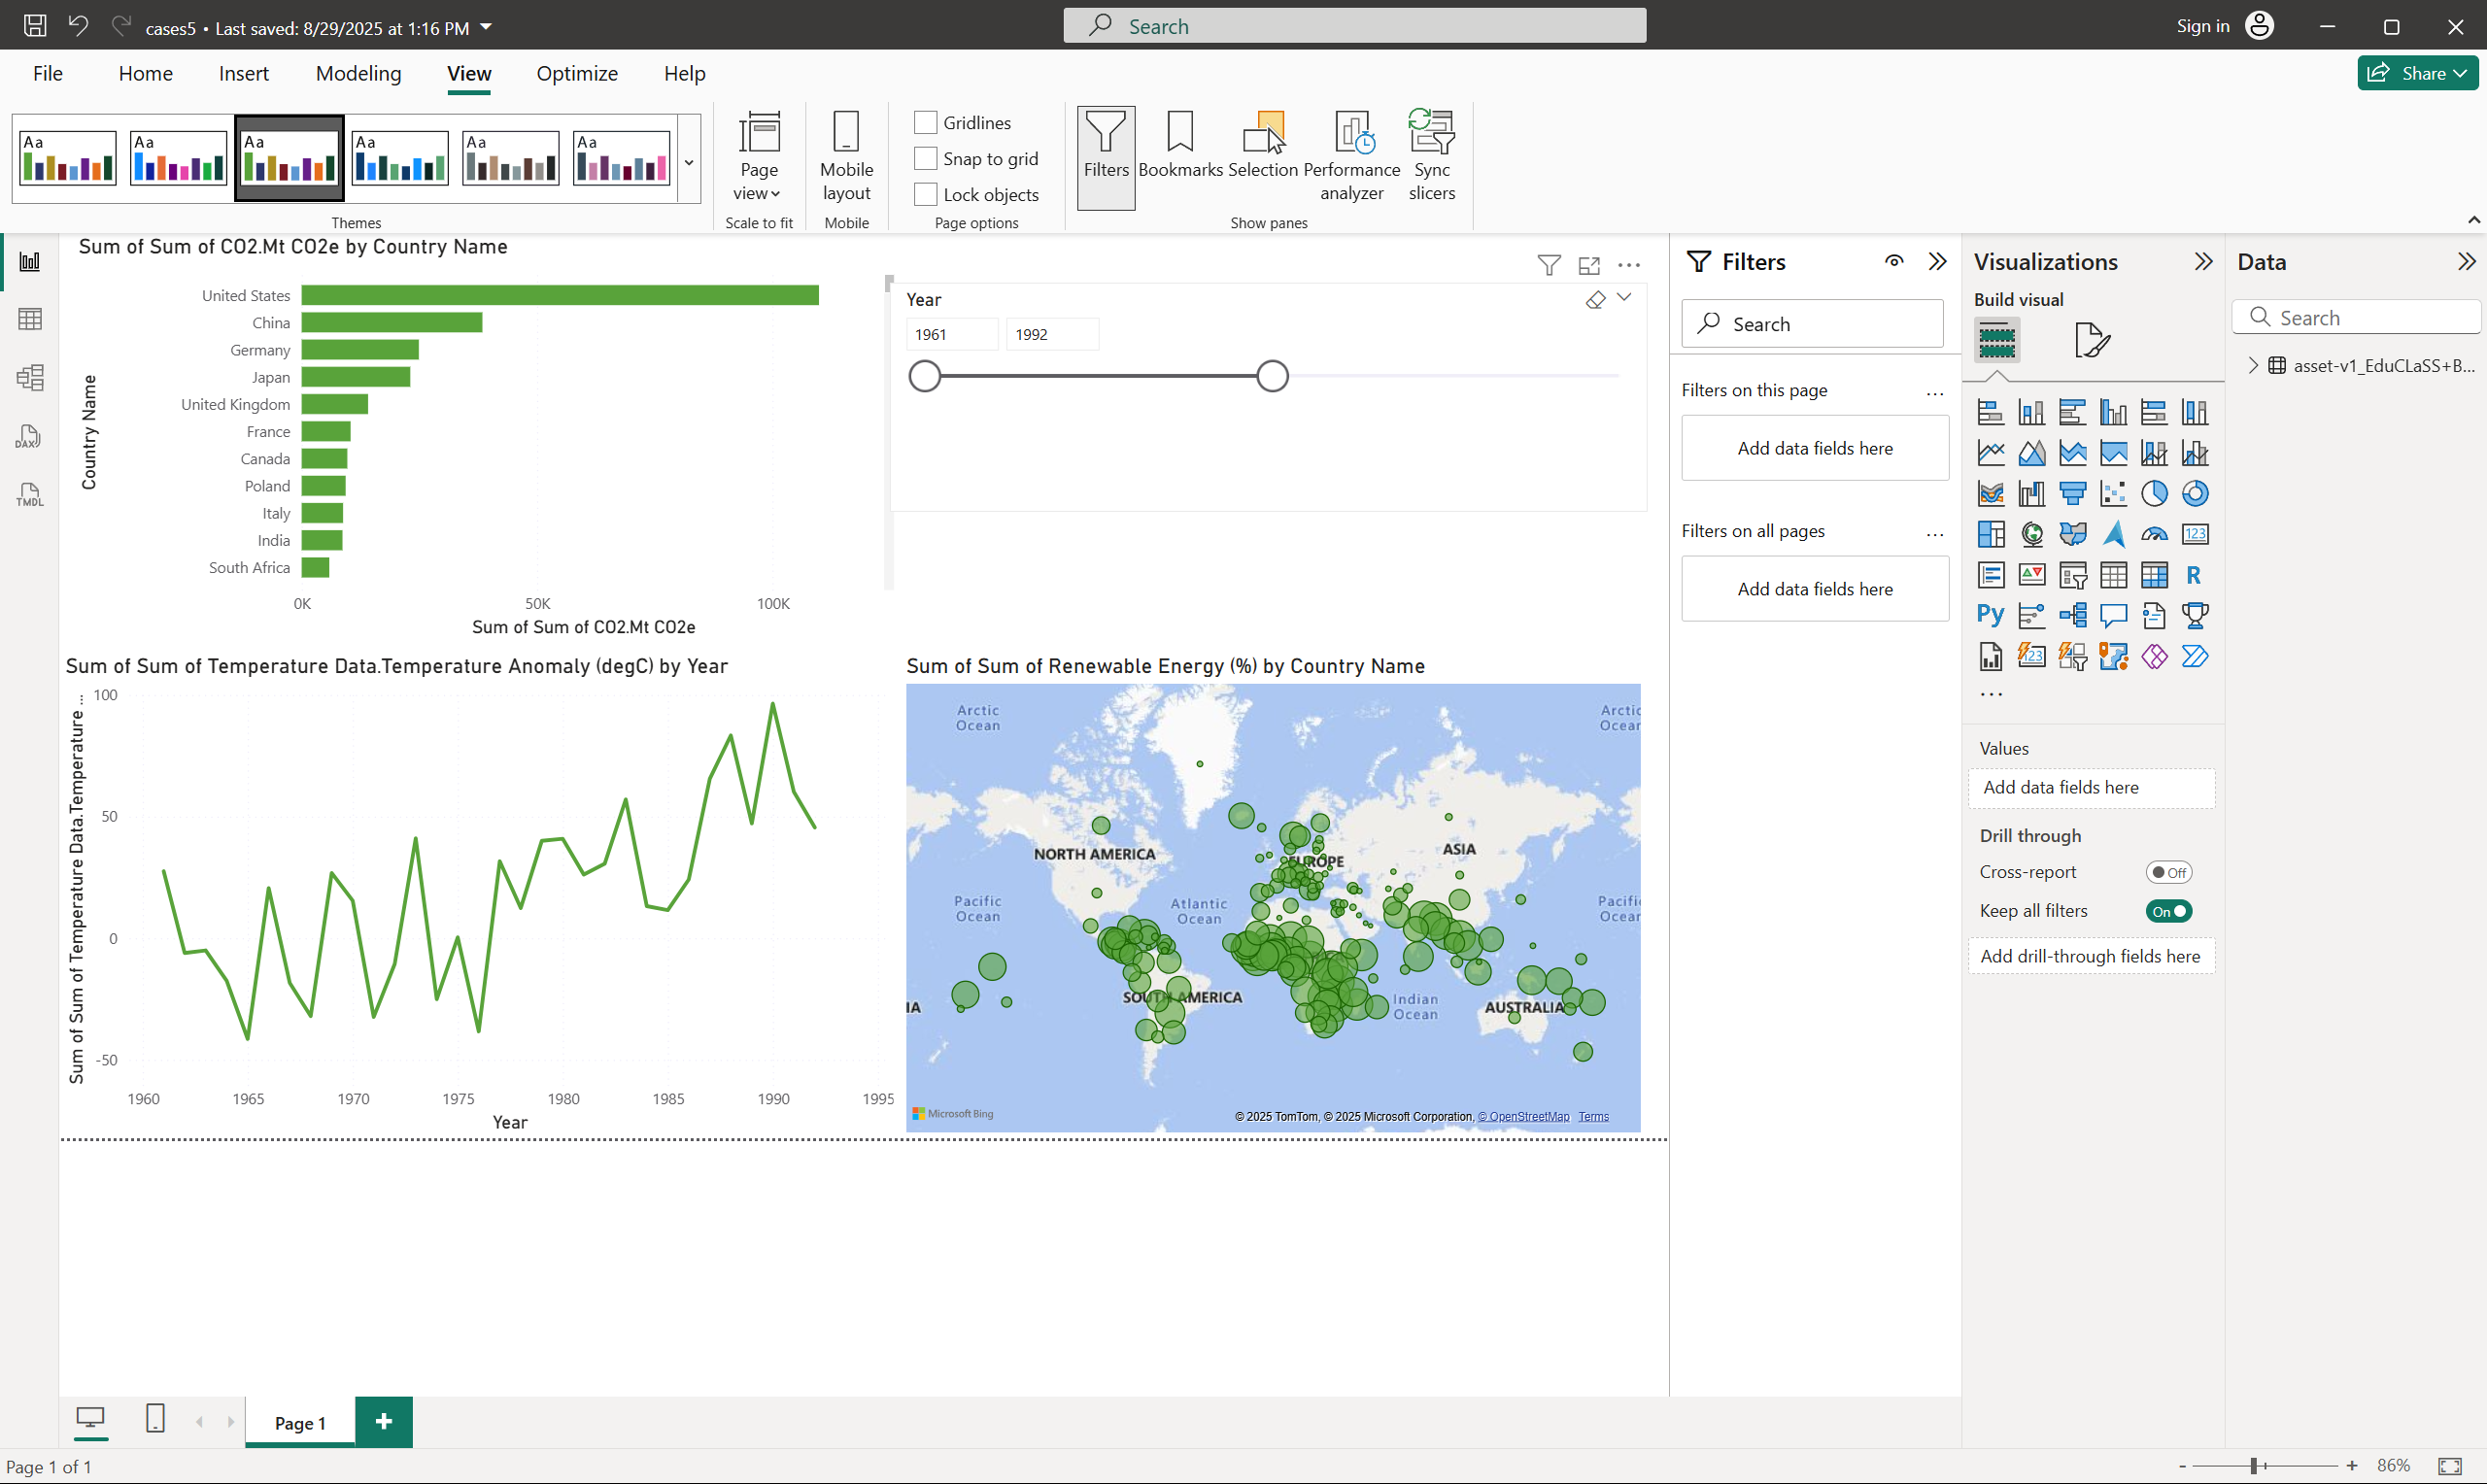 cases5 • Last saved: 8/29/2025 at 1:16 PM
Search
Sign in
File
Home
Insert
Modeling
View
Optimize
Help
Share
Aa
Aa
Aa
Aa
Aa
Aa
Themes
Page view
Scale to fit
Mobile layout
Mobile
Gridlines
Snap to grid
Lock objects
Page options
Filters
Bookmarks
Selection
Performance analyzer
Sync slicers
Show panes
DAX
TMDL
Sum of Sum of CO2.Mt CO2e by Country Name
Country Name
United States
China
Germany
Japan
United Kingdom
France
Canada
Poland
Italy
India
South Africa
0K
50K
100K
Sum of Sum of CO2.Mt CO2e
Year
1961
1992
Sum of Sum of Temperature Data.Temperature Anomaly (degC) by Year
Sum of Sum of Temperature Data.Temperature ...
100
50
0
-50
1960
1965
1970
1975
1980
1985
1990
1995
Year
Sum of Sum of Renewable Energy (%) by Country Name
Arctic
Ocean
Arctic
Ocear
NORTH AMERICA
EUROPE
ASIA
Pacific
Ocean
Atlantic
Ocean
Pacifi
Ocear
IA
SOUTH AMERICA
Indian
Ocean
AUSTRALIA
Microsoft Bing
© 2025 TomTom, © 2025 Microsoft Corporation, © OpenStreetMap Terms
Filters
Search
Filters on this page
...
Add data fields here
Filters on all pages
...
Add data fields here
Visualizations
Build visual
123
R
Py
123
...
Values
Add data fields here
Drill through
Cross-report
Off
Keep all filters
On
Add drill-through fields here
Data
Search
asset-v1_EduCLaSS+B...
Page 1
+
Page 1 of 1
- + 86%